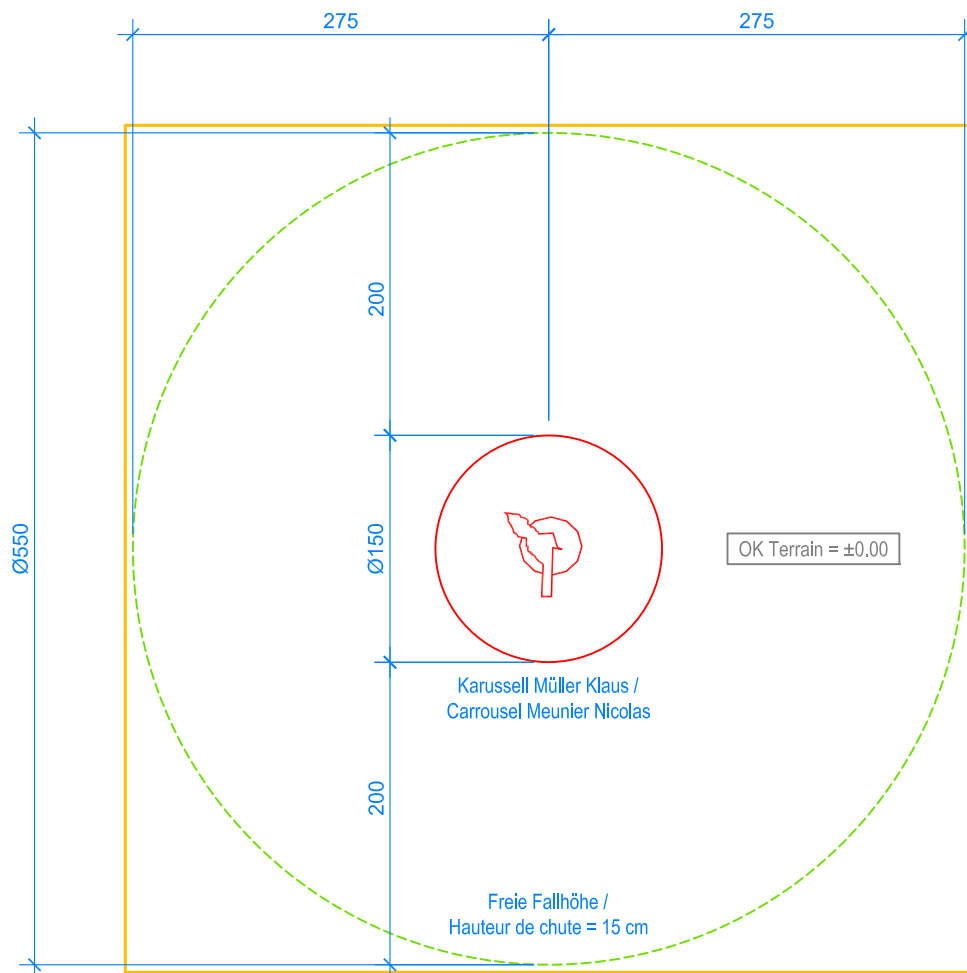 275
275
200
Ø550
Ø150
OK Terrain = ±0.00
Karussell Müller Klaus /
Carrousel Meunier Nicolas
200
Freie Fallhöhe /
Hauteur de chute = 15 cm